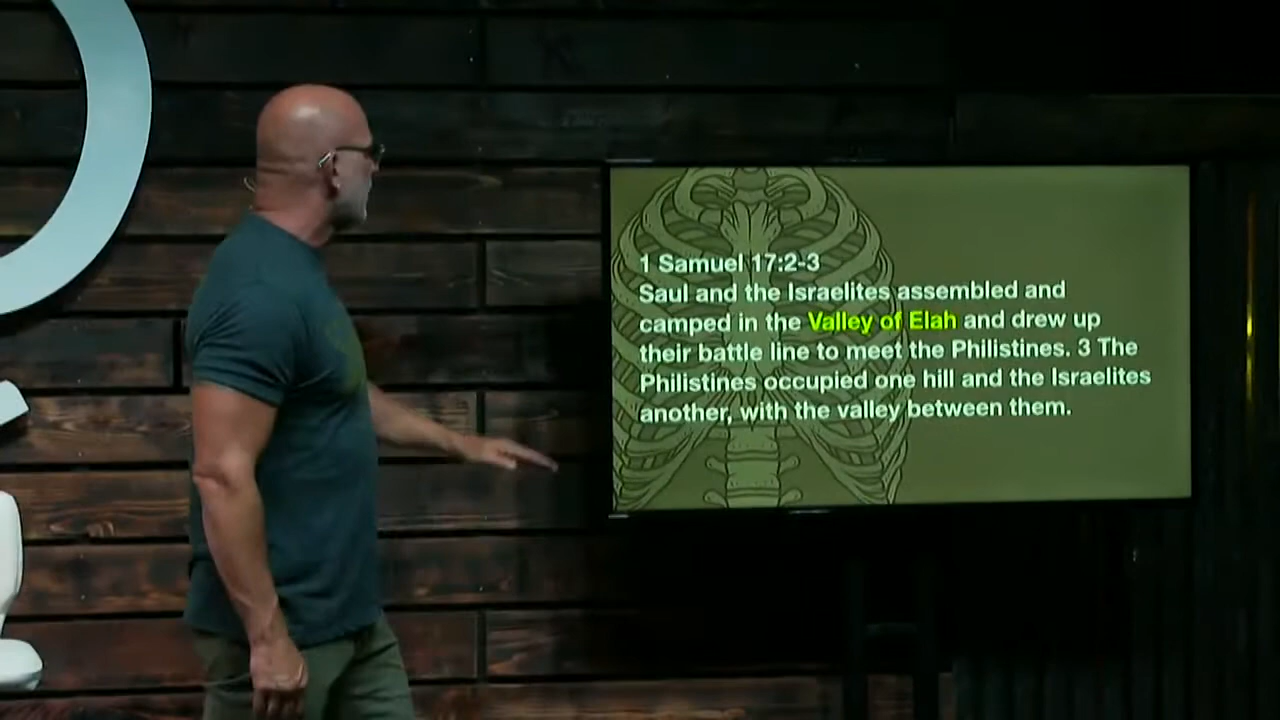 1 Samuel 17:2-3
Saul and the Israelites assembled and
camped in the Valley of Elah and drew up
their battle line to meet the Philistines. 3 The
Philistines occupied one hill and the Israelites
another, with the valley between them.